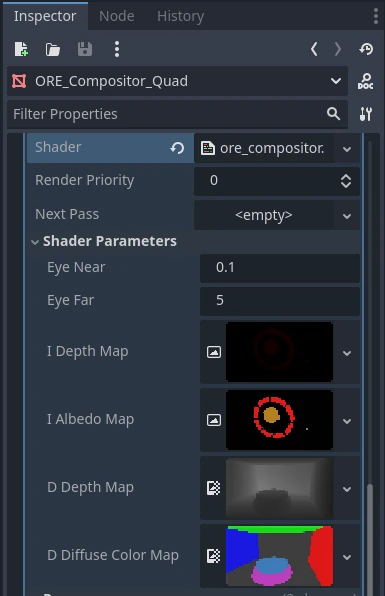 Inspector Node History
ORE_Compositor_Quad
DOC
Filter Properties
Shader ore_compositor.
Render Priority 0
Next Pass <empty>
Shader Parameters
Eye Near 0.1
Eye Far 5
I Depth Map
I Albedo Map
D Depth Map
D Diffuse Color Map